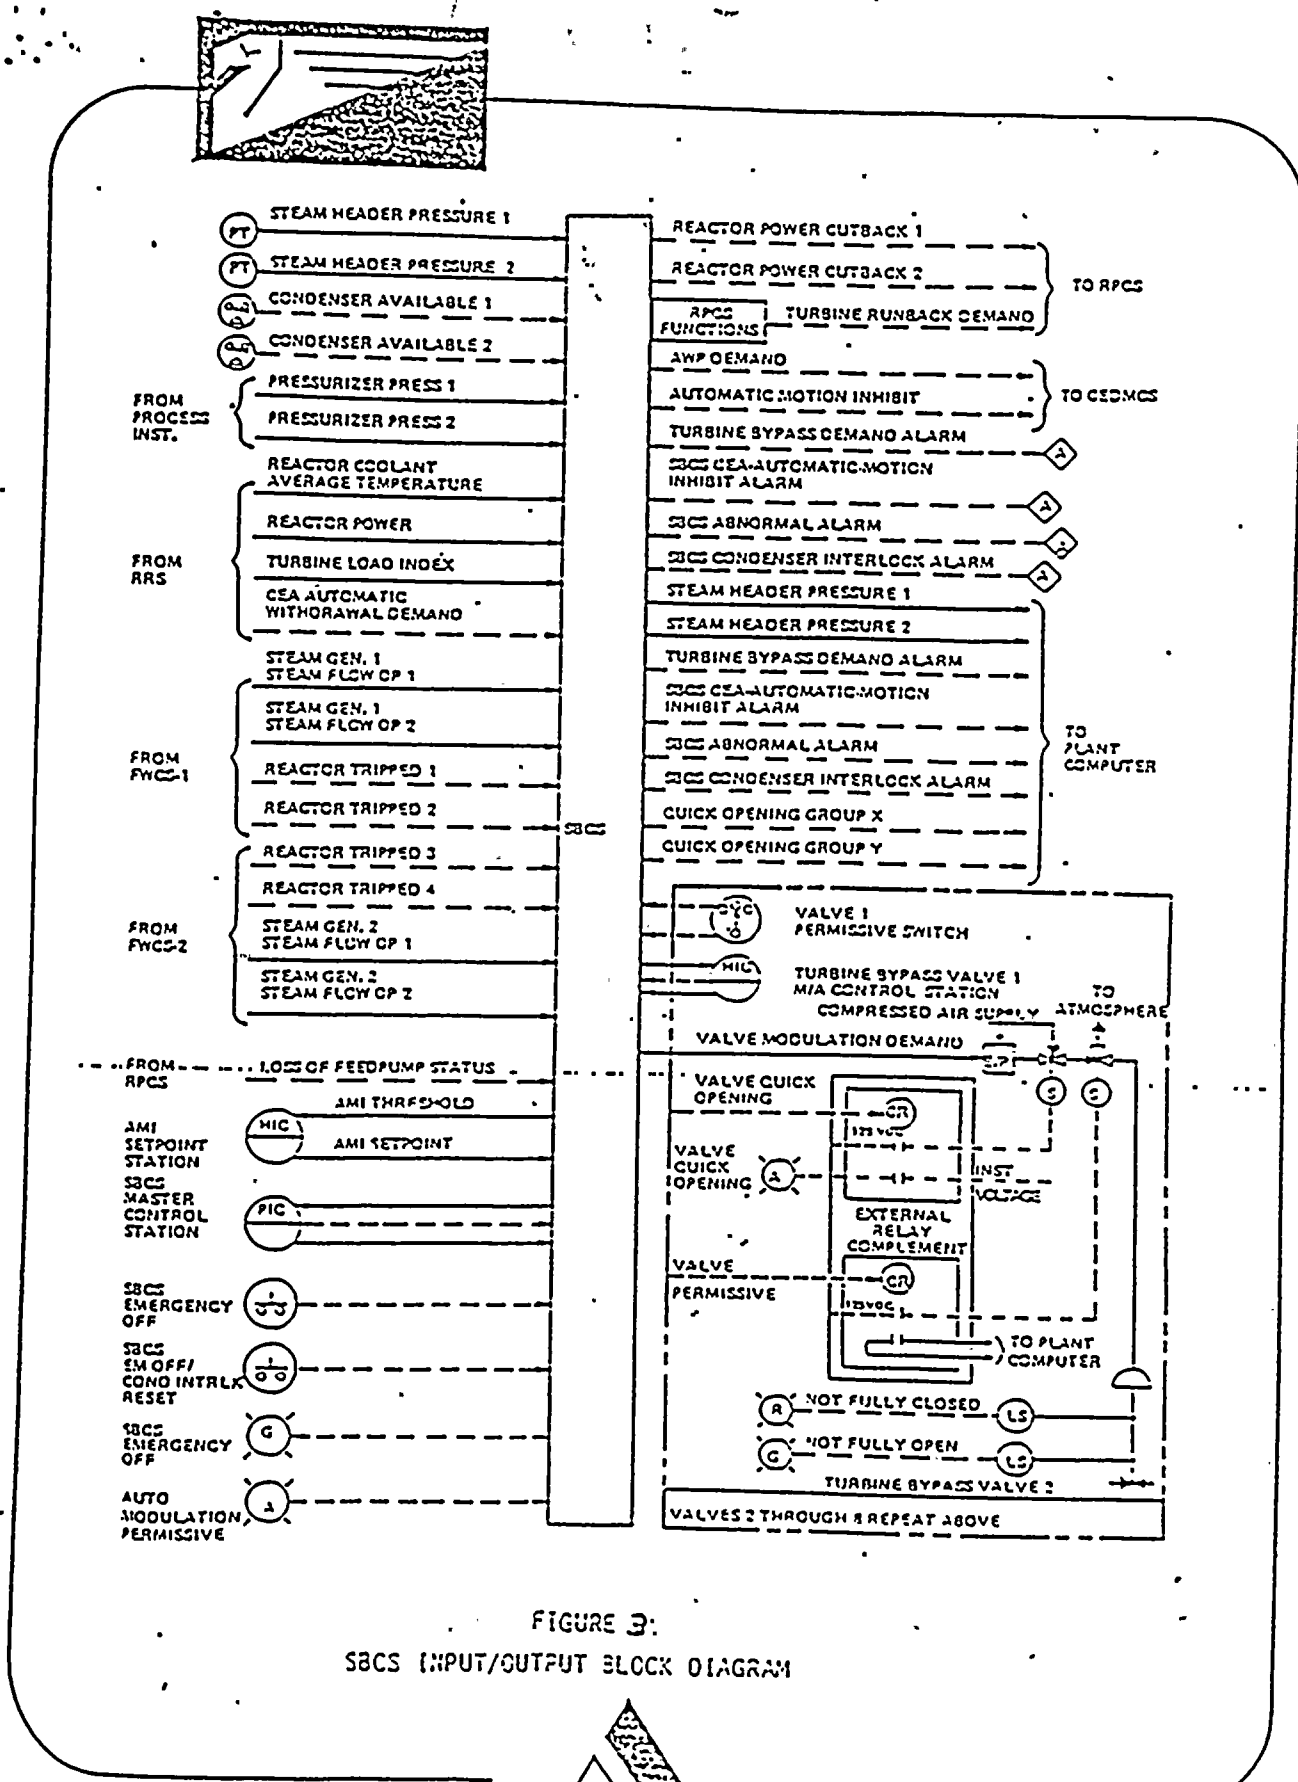 STEAM HEADER PRESSURE 1
PT
STEAM HEADER PRESSURE 2
PT
CONDENSER AVAILABLE 1
CONDENSER AVAILABLE 2
FROM
PROCESS
INST.
PRESSURIZER PRESS 1
PRESSURIZER PRESS 2
FROM
RRS
REACTOR COOLANT
AVERAGE TEMPERATURE
REACTOR POWER
TURBINE LOAD INDEX
CEA AUTOMATIC
WITHDRAWAL DEMAND
FROM
FWCS-1
STEAM GEN. 1
STEAM FLOW DP 1
STEAM GEN. 1
STEAM FLOW DP 2
REACTOR TRIPPED 1
REACTOR TRIPPED 2
FROM
FWCS-2
REACTOR TRIPPED 3
REACTOR TRIPPED 4
STEAM GEN. 2
STEAM FLOW DP 1
STEAM GEN. 2
STEAM FLOW DP 2
FROM
RPCS
LOSS OF FEEDPUMP STATUS
AMI
SETPOINT
STATION
HIC
AMI THRESHOLD
AMI SETPOINT
SBCS
MASTER
CONTROL
STATION
PIC
SBCS
EMERGENCY
OFF
SBCS
EM OFF/
COND INTRLK
RESET
SBCS
EMERGENCY
OFF
G
AUTO
MODULATION
PERMISSIVE
A
SBCS
REACTOR POWER CUTBACK 1
REACTOR POWER CUTBACK 2
RPCS
FUNCTIONS
TURBINE RUNBACK DEMAND
TO RPCS
AWP DEMAND
AUTOMATIC MOTION INHIBIT
TO CEDMCS
TURBINE BYPASS DEMAND ALARM
A
SBCS CEA-AUTOMATIC-MOTION
INHIBIT ALARM
A
SBCS ABNORMAL ALARM
SBCS CONDENSER INTERLOCK ALARM
A
STEAM HEADER PRESSURE 1
STEAM HEADER PRESSURE 2
TURBINE BYPASS DEMAND ALARM
SBCS CEA-AUTOMATIC-MOTION
INHIBIT ALARM
SBCS ABNORMAL ALARM
SBCS CONDENSER INTERLOCK ALARM
QUICK OPENING GROUP X
QUICK OPENING GROUP Y
TO
PLANT
COMPUTER
VALVE 1
PERMISSIVE SWITCH
HIC
TURBINE BYPASS VALVE 1
M/A CONTROL STATION
COMPRESSED AIR SUPPLY
TO
ATMOSPHERE
VALVE MODULATION DEMAND
S
S
VALVE QUICK
OPENING
CR
125 VDC
VALVE
QUICK
OPENING
A
INST
VOLTAGE
EXTERNAL
RELAY
COMPLEMENT
VALVE
PERMISSIVE
CR
125 VDC
TO PLANT
COMPUTER
R
NOT FULLY CLOSED
LS
G
NOT FULLY OPEN
LS
TURBINE BYPASS VALVE 2
VALVES 2 THROUGH 8 REPEAT ABOVE
FIGURE 3:
SBCS INPUT/OUTPUT BLOCK DIAGRAM